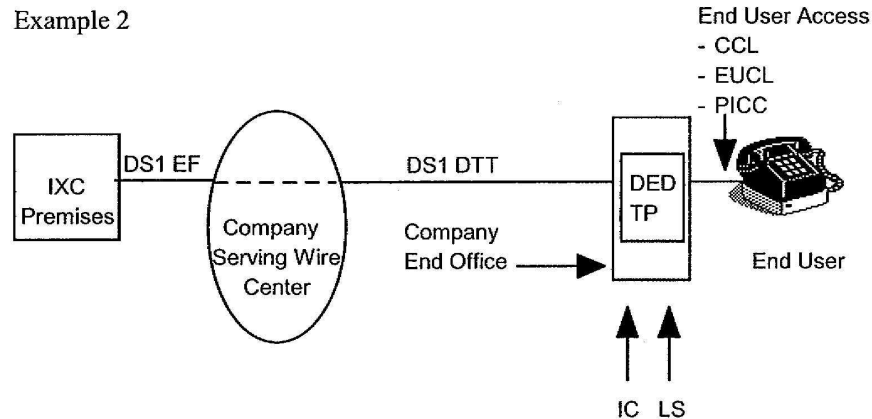 Example 2
End User Access
- CCL
- EUCL
- PICC
IXC
Premises
DS1 EF
Company
Serving Wire
Center
DS1 DTT
Company
End Office
DED
TP
End User
IC LS